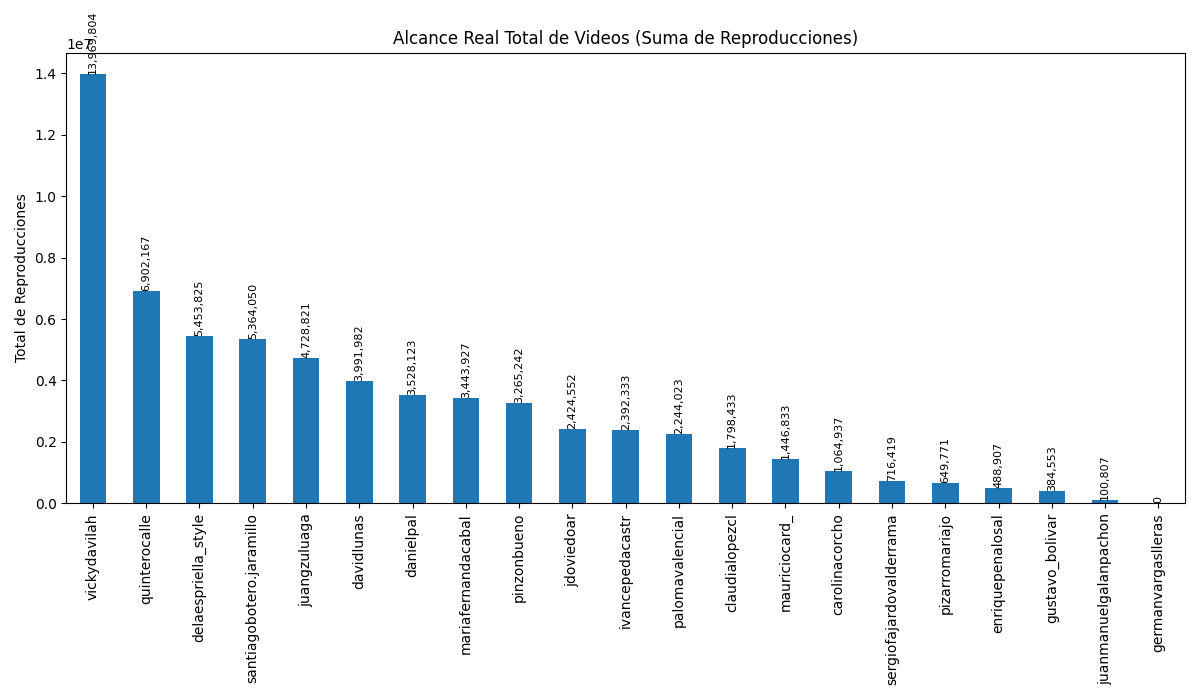 Alcance Real Total de Videos (Suma de Reproducciones)
1e7
Total de Reproducciones
1.4
1.2
1.0
0.8
0.6
0.4
0.2
0.0
13,969,804
6,902,167
5,453,825
5,364,050
4,728,821
3,991,982
3,528,123
3,443,927
3,265,242
2,424,552
2,392,333
2,244,023
1,798,433
1,446,833
1,064,937
716,419
649,771
488,907
384,553
100,807
0
vickydavilah
quinterocalle
delaespriella_style
santiagobotero.jaramillo
juangzuluaga
davidlunas
danielpal
mariafernandacabal
pinzonbueno
jdoviedoar
ivancepedacastr
palomavalencial
claudialopezcl
mauriciocard_
carolinacorcho
sergiofajardovalderrama
pizarromariajo
enriquepenalosal
gustavo_bolivar
juanmanuelgalanpachon
germanvargaslleras